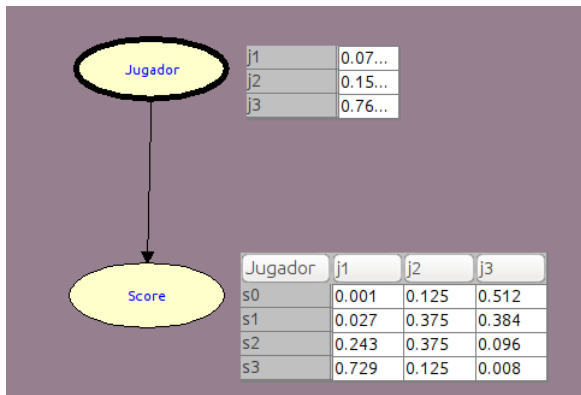 Jugador
j1 0.07...
j2 0.15...
j3 0.76...
Score
Jugador j1 j2 j3
s0 0.001 0.125 0.512
s1 0.027 0.375 0.384
s2 0.243 0.375 0.096
s3 0.729 0.125 0.008